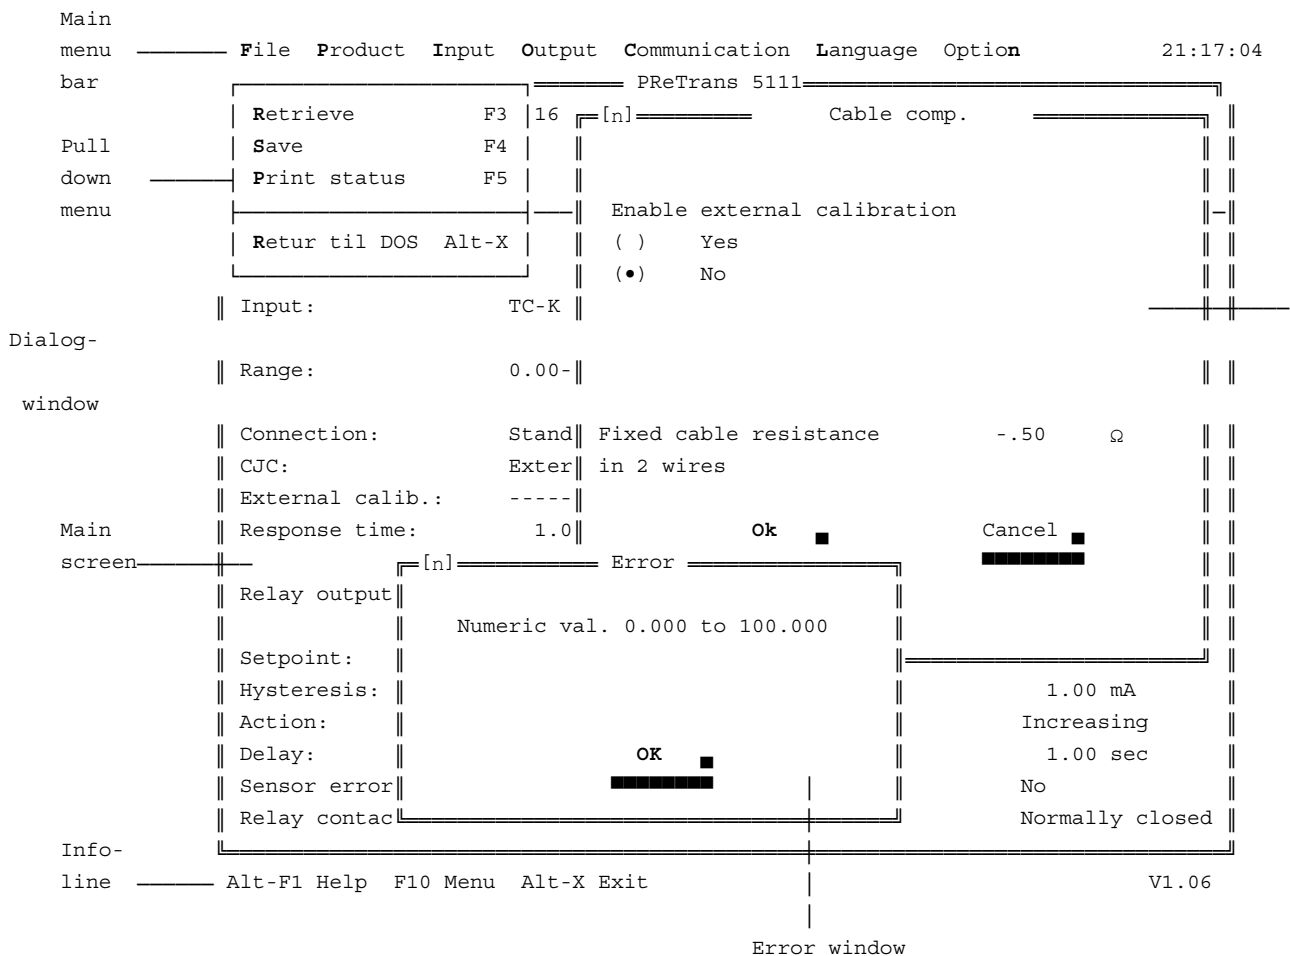 Main
menu File Product Input Output Communication Language Option 21:17:04
bar PReTrans 5111
Retrieve F3 16 [n] Cable comp.
Pull Save F4
down Print status F5
menu Enable external calibration
Retur til DOS Alt-X ( ) Yes
(•) No
Input: TC-K
Dialog-
Range: 0.00-
window
Connection: Stand Fixed cable resistance -.50 Ω
CJC: Exter in 2 wires
External calib.: -----
Main Response time: 1.0 Ok Cancel
screen [n] Error
Relay output
Numeric val. 0.000 to 100.000
Setpoint:
Hysteresis: 1.00 mA
Action: Increasing
Delay: OK 1.00 sec
Sensor error No
Relay contac Normally closed
Info-
line Alt-F1 Help F10 Menu Alt-X Exit V1.06
Error window